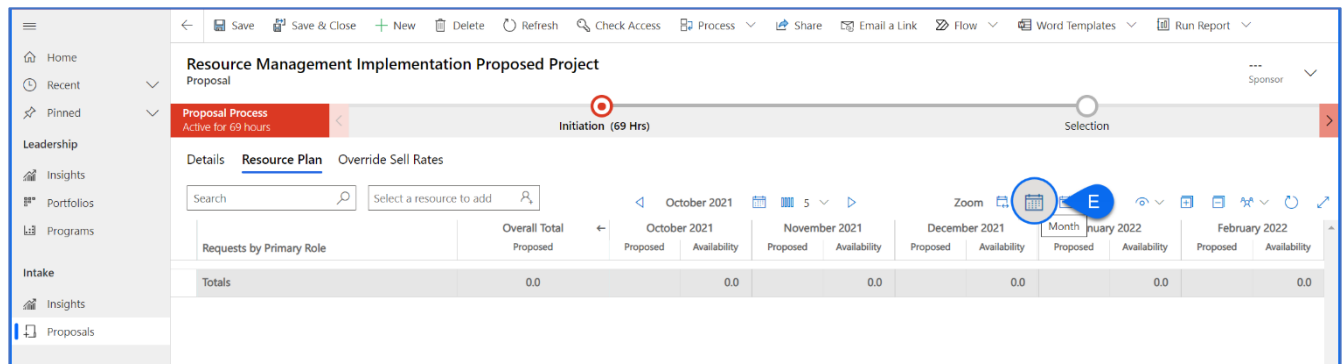 Save Save & Close New Delete Refresh Check Access Process Share Email a Link Flow Word Templates Run Report
Home
Recent
Pinned
Leadership
Insights
Portfolios
Programs
Intake
Insights
Proposals
Resource Management Implementation Proposed Project
Proposal
---
Sponsor
Proposal Process
Active for 69 hours
Initiation (69 Hrs)
Selection
Details Resource Plan Override Sell Rates
Search Select a resource to add October 2021 5 Zoom E
Month
Overall Total October 2021 November 2021 December 2021 nuary 2022 February 2022
Requests by Primary Role Proposed Proposed Availability Proposed Availability Proposed Availability Proposed Availability Proposed Availability
Totals 0.0 0.0 0.0 0.0 0.0 0.0